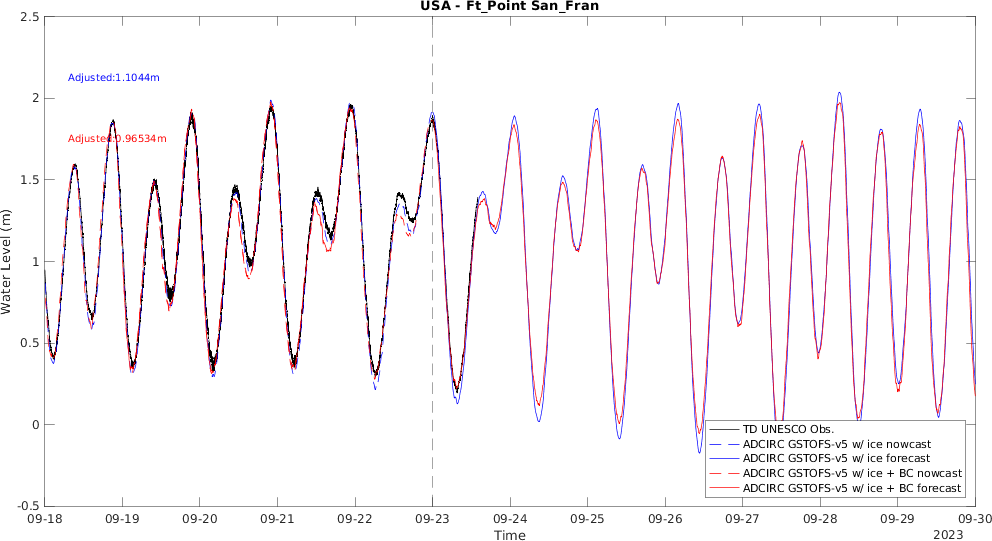 USA - Ft_Point San_Fran
2.5
2
1.5
1
0.5
0
-0.5
Water Level (m)
Adjusted:1.1044m
Adjusted:0.96534m
TD UNESCO Obs.
ADCIRC GSTOFS-v5 w/ ice nowcast
ADCIRC GSTOFS-v5 w/ ice forecast
ADCIRC GSTOFS-v5 w/ ice + BC nowcast
ADCIRC GSTOFS-v5 w/ ice + BC forecast
09-18 09-19 09-20 09-21 09-22 09-23 09-24 09-25 09-26 09-27 09-28 09-29 09-30
Time
2023